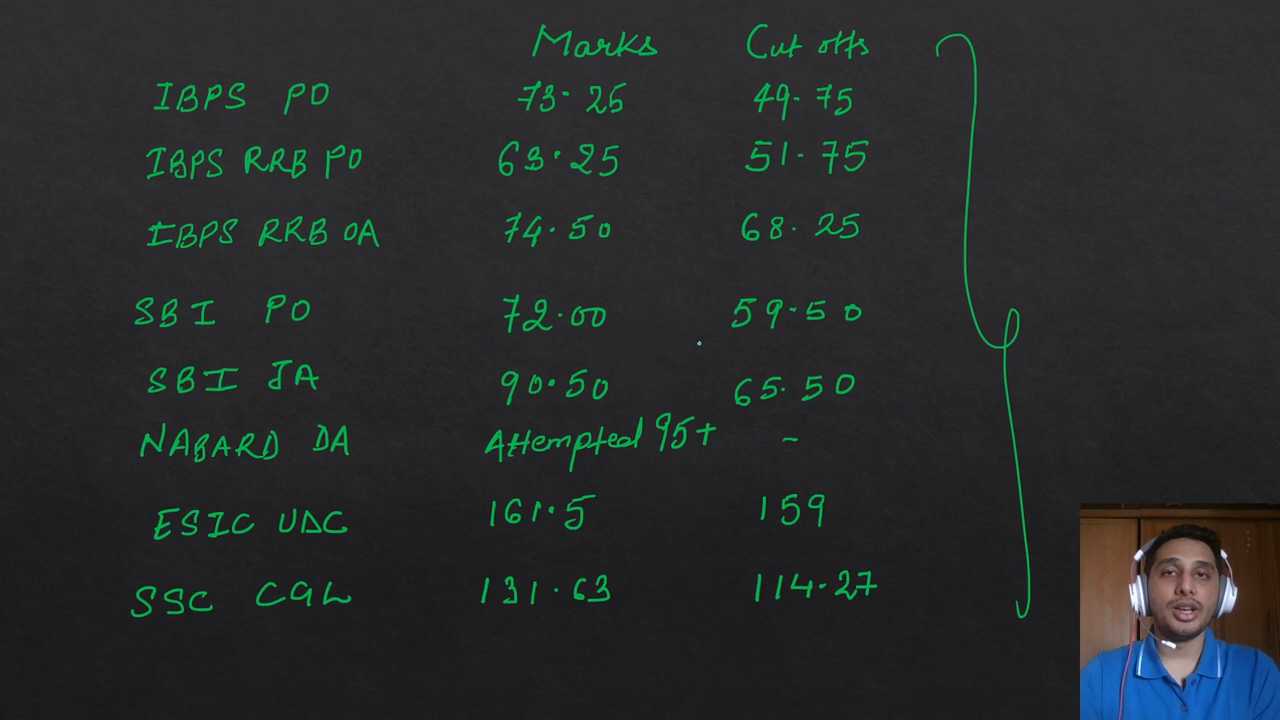 Marks Cut offs
IBPS PO 73.25 49.75
IBPS RRB PO 63.25 51.75
IBPS RRB OA 74.50 68.25
SBI PO 72.00 59.50
SBI JA 90.50 65.50
NABARD DA Attempted 95+ -
ESIC UDC 161.5 159
SSC CGL 131.63 114.27